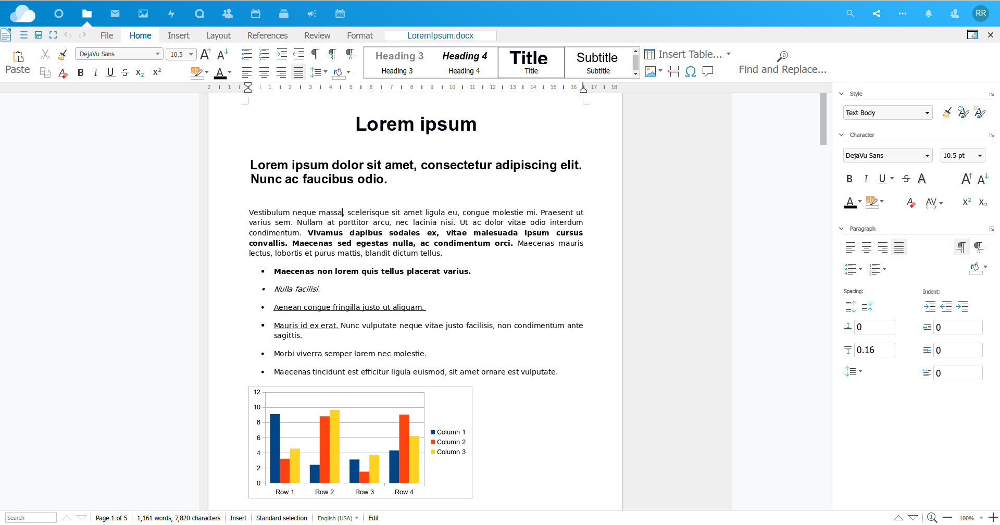 RR
File Home Insert Layout References Review Format LoremIpsum.docx
Paste
DejaVu Sans 10.5
Heading 3 Heading 4 Title Subtitle
Heading 3 Heading 4 Title Subtitle
Insert Table...
Find and Replace...
2 1 1 2 3 4 5 6 7 8 9 10 11 12 13 14 15 16 17 18
Lorem ipsum
Lorem ipsum dolor sit amet, consectetur adipiscing elit.
Nunc ac faucibus odio.
Vestibulum neque massa, scelerisque sit amet ligula eu, congue molestie mi. Praesent ut
varius sem. Nullam at porttitor arcu, nec lacinia nisi. Ut ac dolor vitae odio interdum
condimentum. Vivamus dapibus sodales ex, vitae malesuada ipsum cursus
convallis. Maecenas sed egestas nulla, ac condimentum orci. Maecenas mauris
lectus, lobortis et purus mattis, blandit dictum tellus.
• Maecenas non lorem quis tellus placerat varius.
• Nulla facilisi.
• Aenean congue fringilla justo ut aliquam.
• Mauris id ex erat. Nunc vulputate neque vitae justo facilisis, non condimentum ante
sagittis.
• Morbi viverra semper lorem nec molestie.
• Maecenas tincidunt est efficitur ligula euismod, sit amet ornare est vulputate.
12
10
8
6
4
2
0
Row 1 Row 2 Row 3 Row 4
Column 1
Column 2
Column 3
Style
Text Body
Character
DejaVu Sans 10.5 pt
B I U S A A A
A ab A AV x² x₂
Paragraph
Spacing: Indent:
0 0
0.16 0
0
Search Page 1 of 5 1,161 words, 7,820 characters Insert Standard selection English (USA) Edit 100%